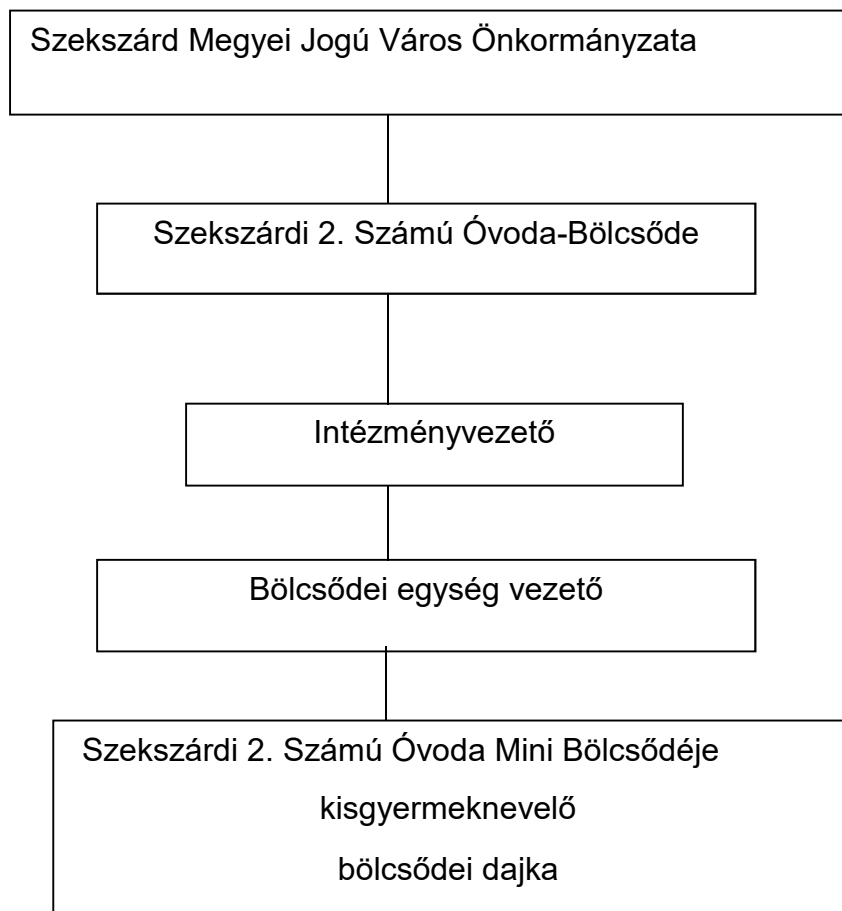 Szekszárd Megyei Jogú Város Önkormányzata
Szekszárdi 2. Számú Óvoda-Bölcsőde
Intézményvezető
Bölcsődei egység vezető
Szekszárdi 2. Számú Óvoda Mini Bölcsődéje
kisgyermeknevelő
bölcsődei dajka